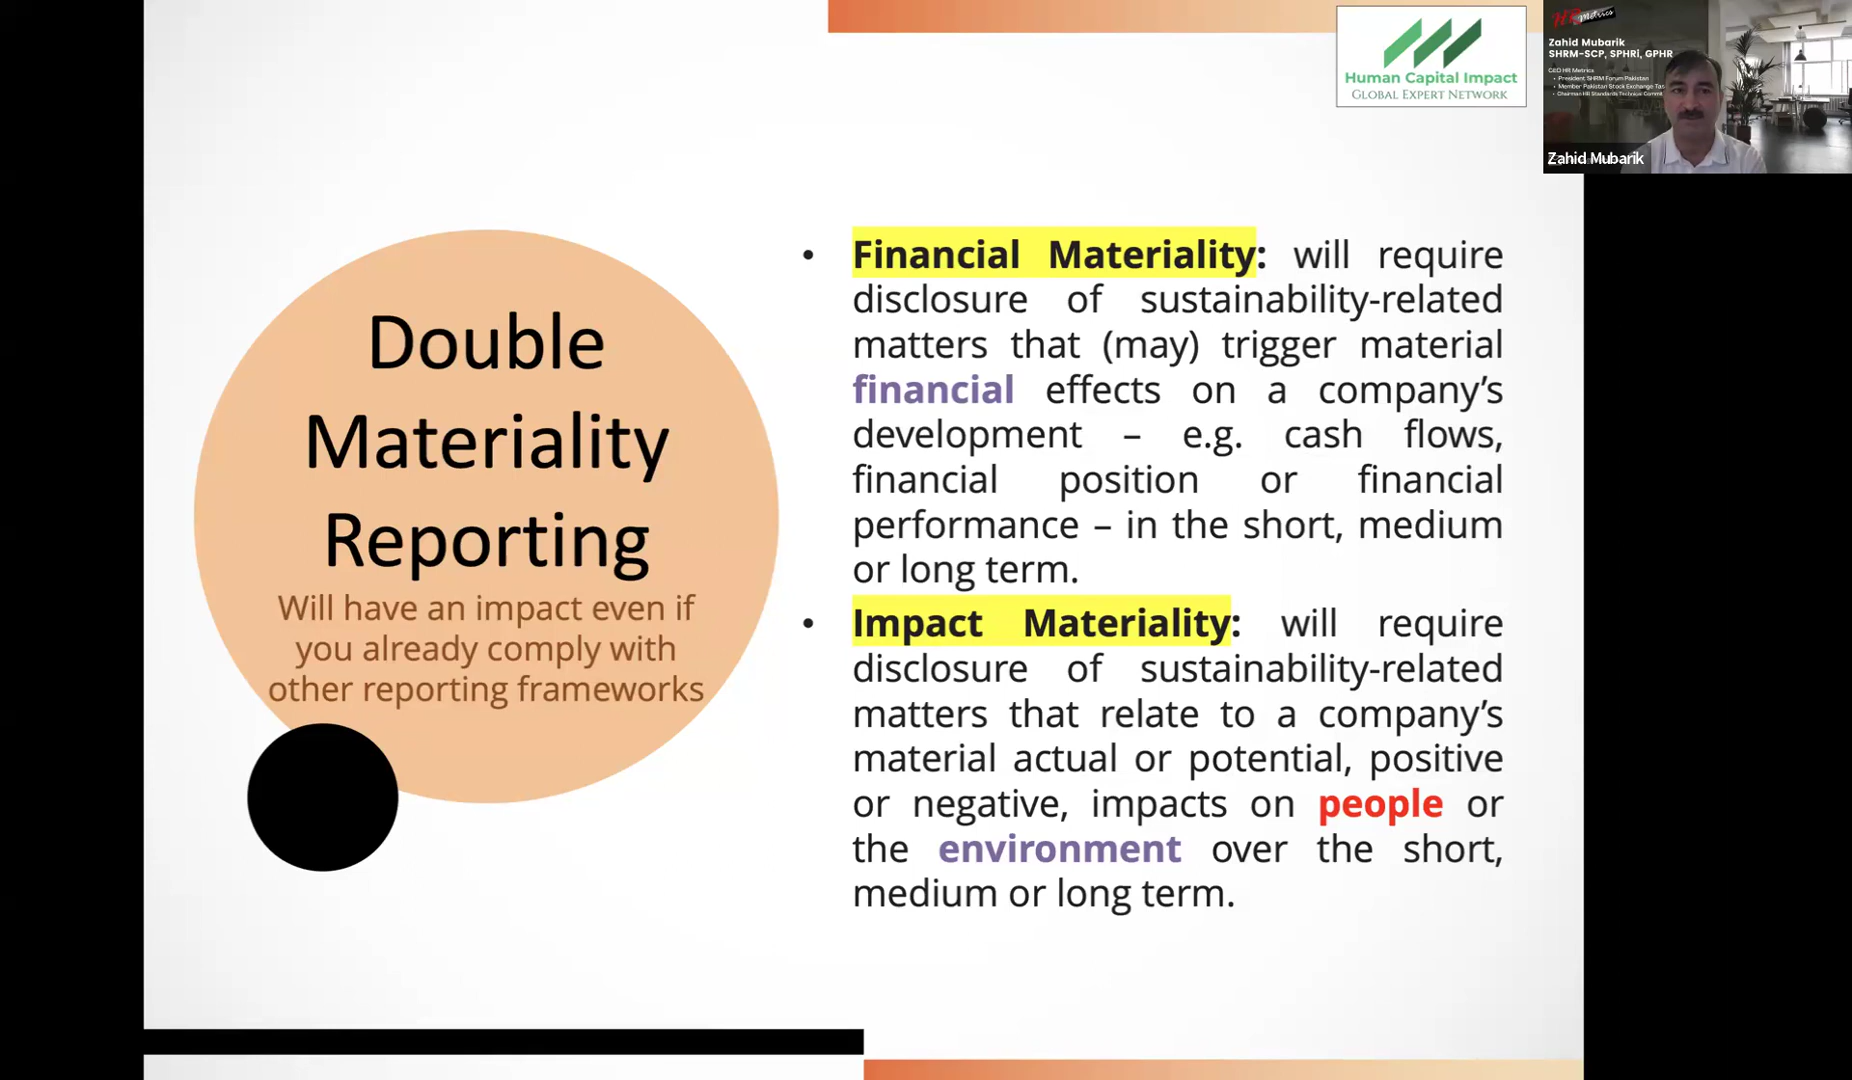 Human Capital Impact
GLOBAL EXPERT NETWORK
HR Metrics
Zahid Mubarik
SHRM-SCP, SPHRi, GPHR
CEO HR Metrics
• President SHRM Forum Pakistan
• Member Pakistan Stock Exchange
• Chairman HR Standards Technical
Zahid Mubarik
Double
Materiality
Reporting
Will have an impact even if
you already comply with
other reporting frameworks
• Financial Materiality: will require
disclosure of sustainability-related
matters that (may) trigger material
financial effects on a company’s
development – e.g. cash flows,
financial position or financial
performance – in the short, medium
or long term.
• Impact Materiality: will require
disclosure of sustainability-related
matters that relate to a company’s
material actual or potential, positive
or negative, impacts on people or
the environment over the short,
medium or long term.